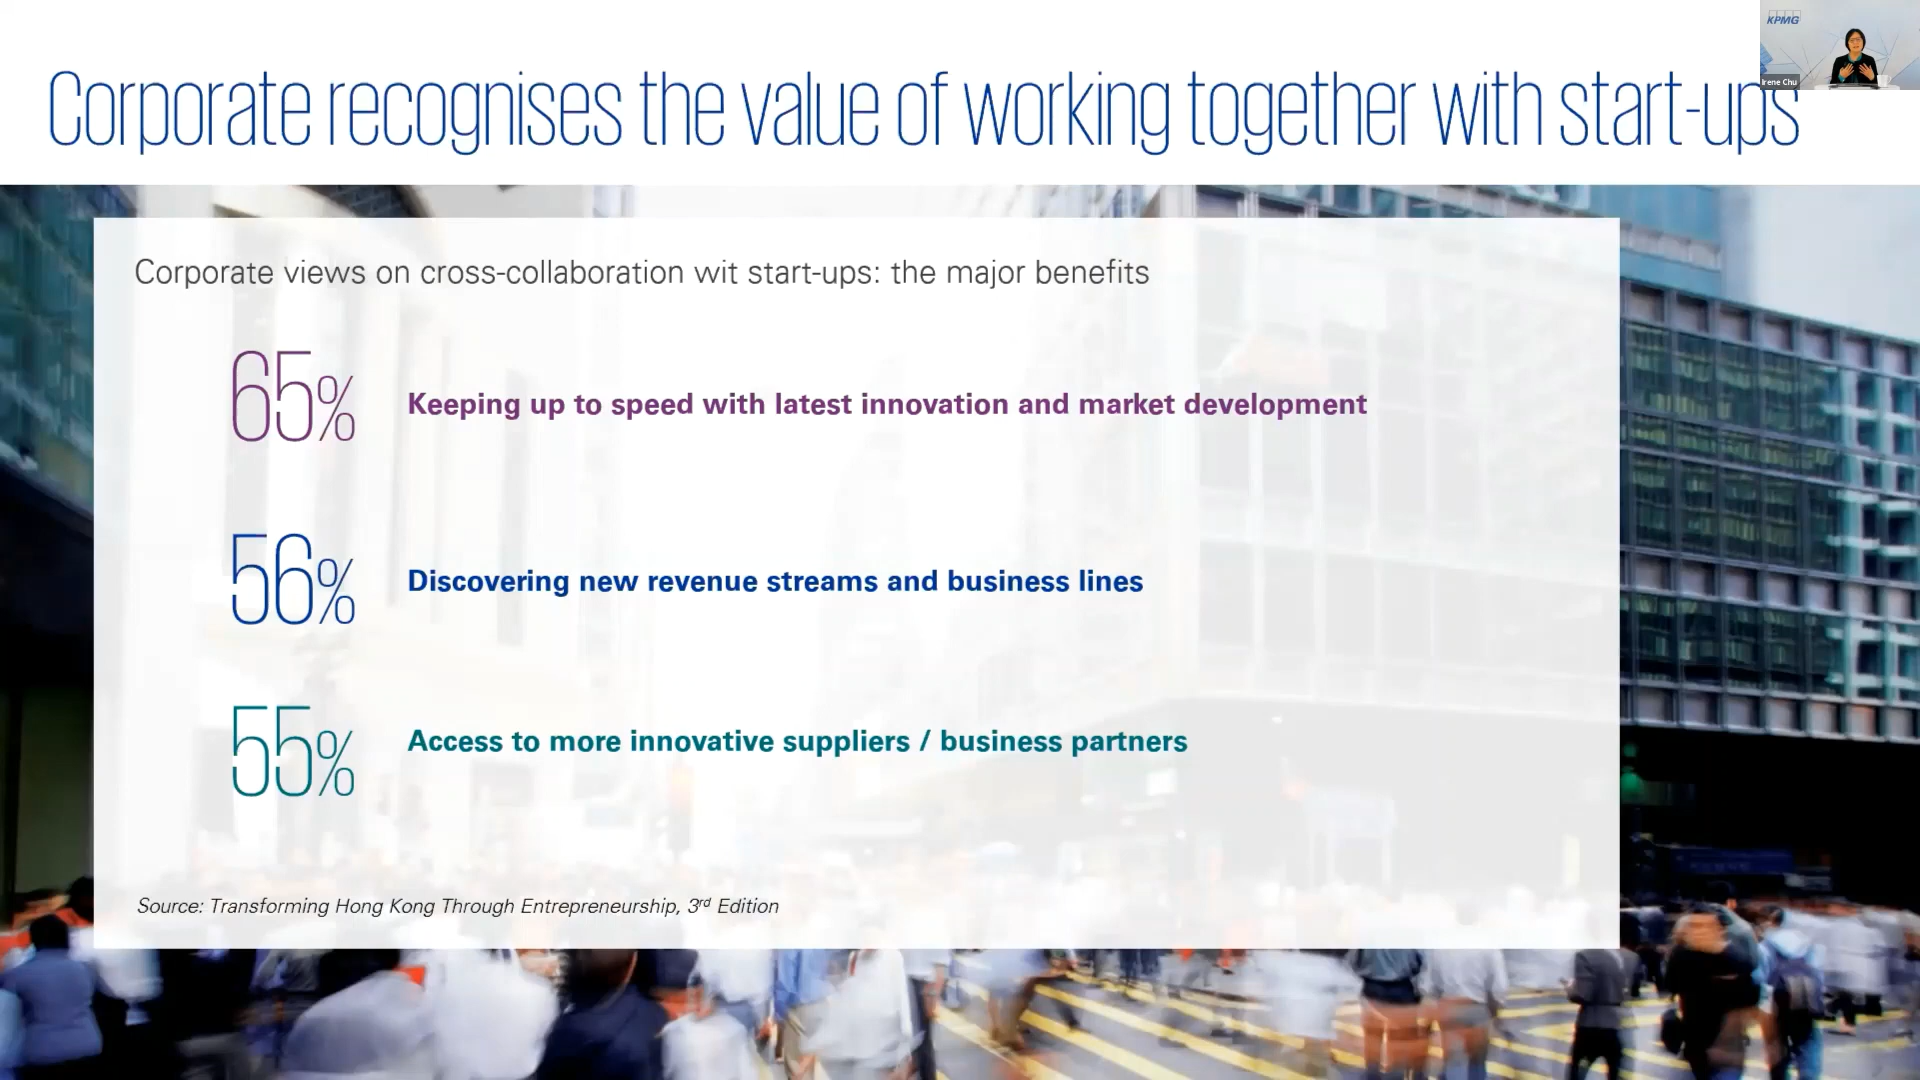 KPMG
Irene Chu
Corporate recognises the value of working together with start-ups
Corporate views on cross-collaboration wit start-ups: the major benefits
65% Keeping up to speed with latest innovation and market development
56% Discovering new revenue streams and business lines
55% Access to more innovative suppliers / business partners
Source: Transforming Hong Kong Through Entrepreneurship, 3rd Edition